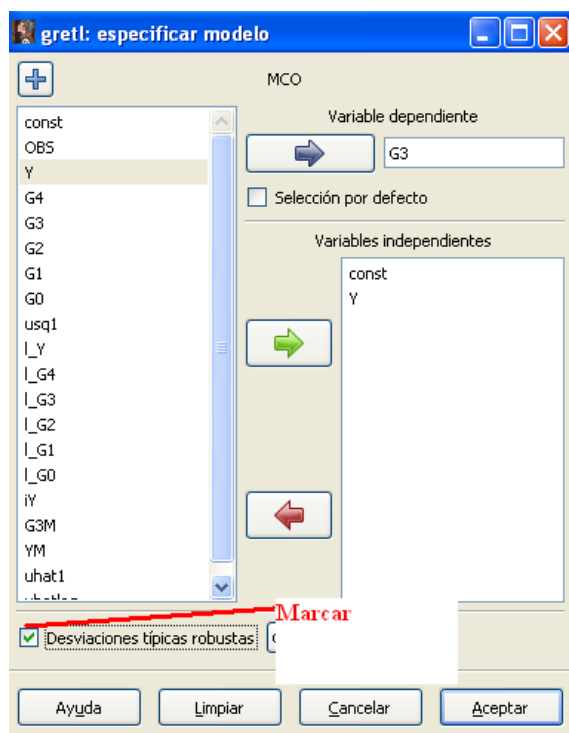 gretl: especificar modelo
MCO
const
OBS
Y
G4
G3
G2
G1
G0
usq1
l_Y
l_G4
l_G3
l_G2
l_G1
l_G0
iY
G3M
YM
uhat1
Variable dependiente
G3
Selección por defecto
Variables independientes
const
Y
Marcar
Desviaciones típicas robustas
Ayuda
Limpiar
Cancelar
Aceptar